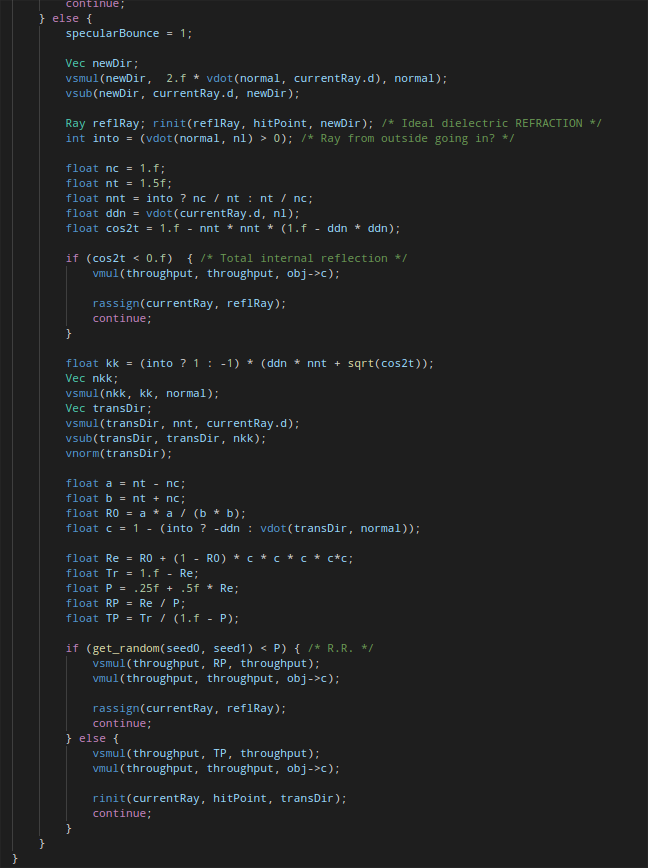 continue;
} else {
specularBounce = 1;
Vec newDir;
vsmul(newDir,  2.f * vdot(normal, currentRay.d), normal);
vsub(newDir, currentRay.d, newDir);
Ray reflRay; rinit(reflRay, hitPoint, newDir); /* Ideal dielectric REFRACTION */
int into = (vdot(normal, nl) > 0); /* Ray from outside going in? */
float nc = 1.f;
float nt = 1.5f;
float nnt = into ? nc / nt : nt / nc;
float ddn = vdot(currentRay.d, nl);
float cos2t = 1.f - nnt * nnt * (1.f - ddn * ddn);
if (cos2t < 0.f)  { /* Total internal reflection */
vmul(throughput, throughput, obj->c);
rassign(currentRay, reflRay);
continue;
}
float kk = (into ? 1 : -1) * (ddn * nnt + sqrt(cos2t));
Vec nkk;
vsmul(nkk, kk, normal);
Vec transDir;
vsmul(transDir, nnt, currentRay.d);
vsub(transDir, transDir, nkk);
vnorm(transDir);
float a = nt - nc;
float b = nt + nc;
float R0 = a * a / (b * b);
float c = 1 - (into ? -ddn : vdot(transDir, normal));
float Re = R0 + (1 - R0) * c * c * c * c*c;
float Tr = 1.f - Re;
float P = .25f + .5f * Re;
float RP = Re / P;
float TP = Tr / (1.f - P);
if (get_random(seed0, seed1) < P) { /* R.R. */
vsmul(throughput, RP, throughput);
vmul(throughput, throughput, obj->c);
rassign(currentRay, reflRay);
continue;
} else {
vsmul(throughput, TP, throughput);
vmul(throughput, throughput, obj->c);
rinit(currentRay, hitPoint, transDir);
continue;
}
}
}